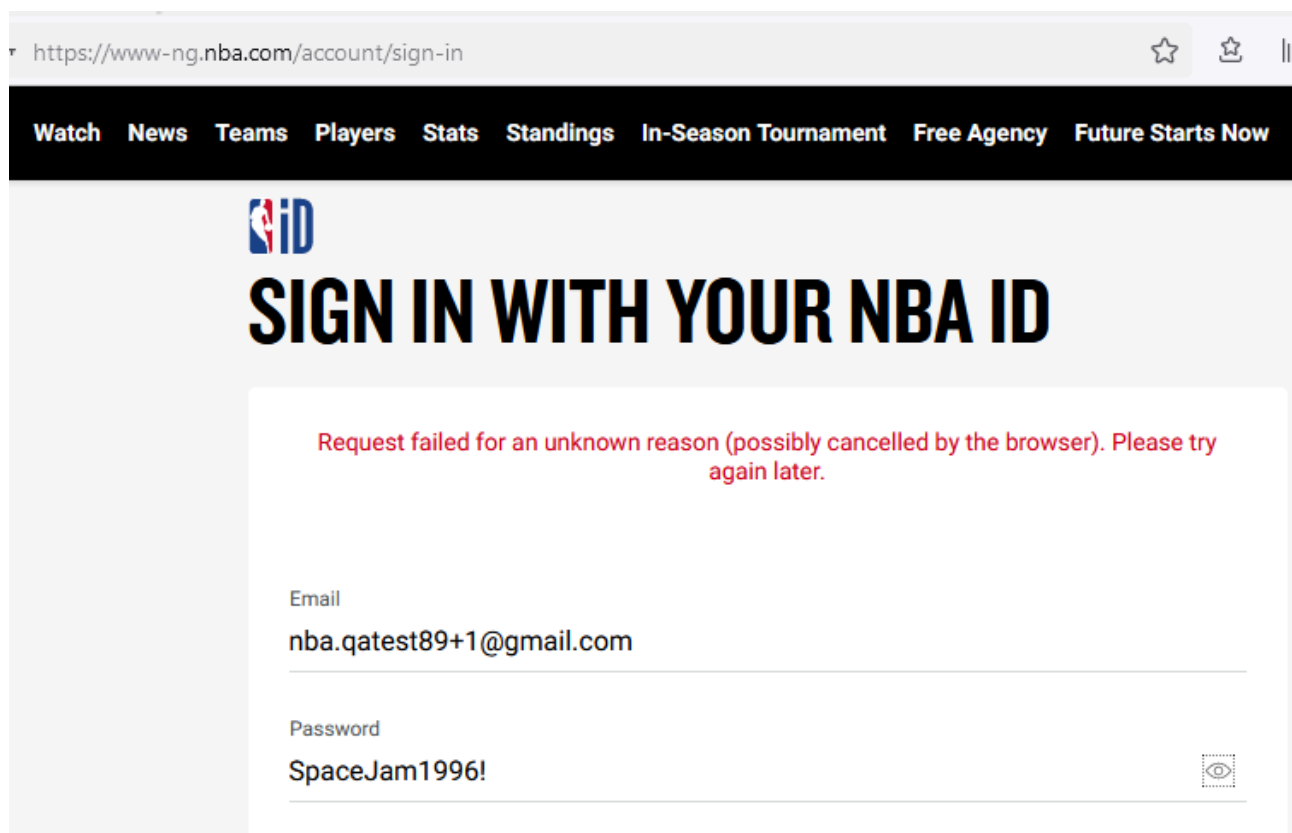 https://www-ng.nba.com/account/sign-in
Watch News Teams Players Stats Standings In-Season Tournament Free Agency Future Starts Now
iD
SIGN IN WITH YOUR NBA ID
Request failed for an unknown reason (possibly cancelled by the browser). Please try
again later.
Email
nba.qatest89+1@gmail.com
Password
SpaceJam1996!